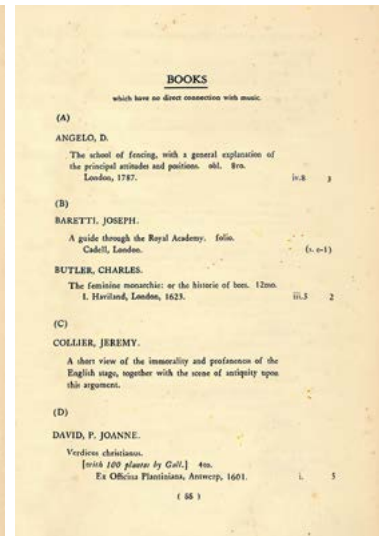 BOOKS
which have no direct connection with music.
(A)
ANGELO, D.
The school of fencing, with a general explanation of
the principal attitudes and positions. obl. 8vo.
London, 1787. iv.8 3
(B)
BARETTI, JOSEPH.
A guide through the Royal Academy. folio.
Cadell, London. (s. c-1)
BUTLER, CHARLES.
The feminine monarchie: or the historie of bees. 12mo.
I. Haviland, London, 1623. iii.5 2
(C)
COLLIER, JEREMY.
A short view of the immorality and profaneness of the
English stage, together with the scene of antiquity upon
this argument.
(D)
DAVID, P. JOANNE.
Verdicus christianus.
[with 100 plates by Gall.] 4to.
Ex Officina Plantiniana, Antwerp, 1601. i. 5
( 55 )